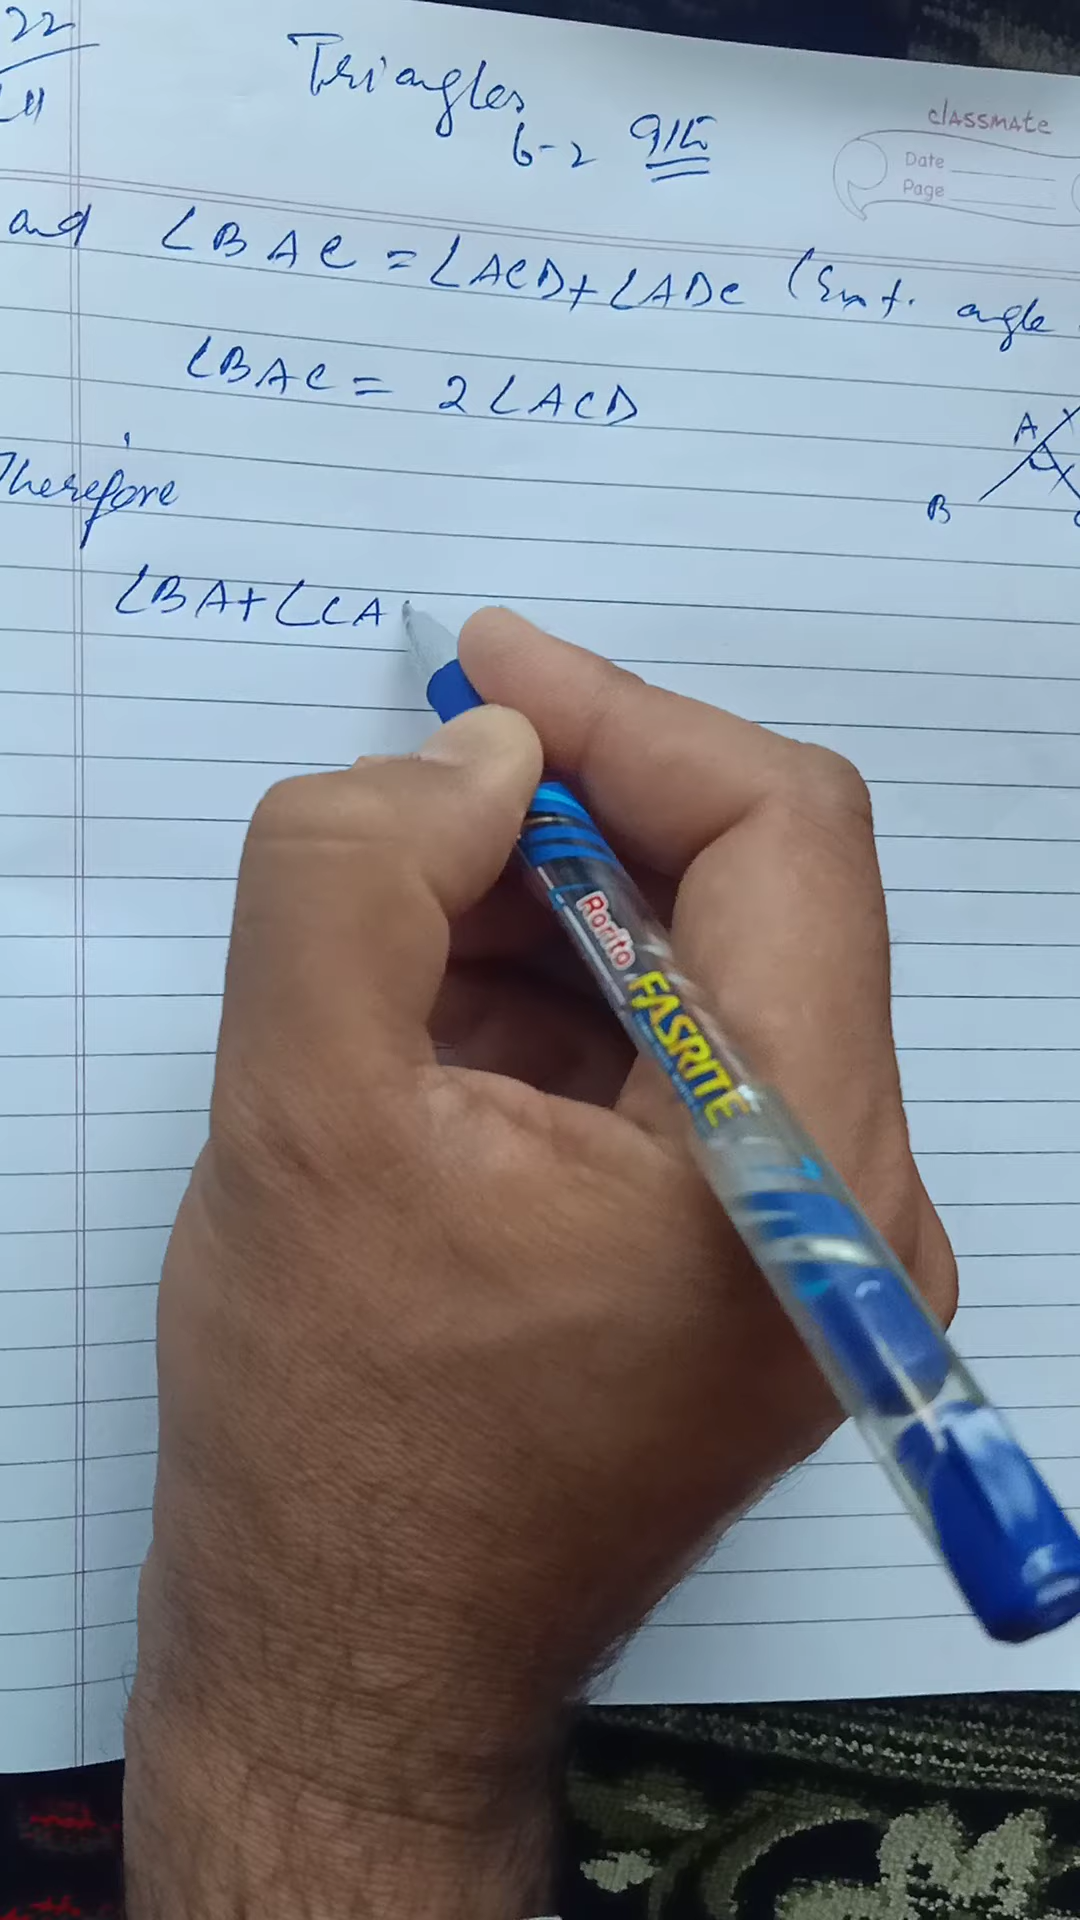 22
Triangles
6-2 9th
classmate
Date
Page
and ∠BAC = ∠ACD+∠ADC (Ext. angle
∠BAC = 2∠ACD
A
Therefore
B
∠BA+∠CA
Rorito
FASRITE